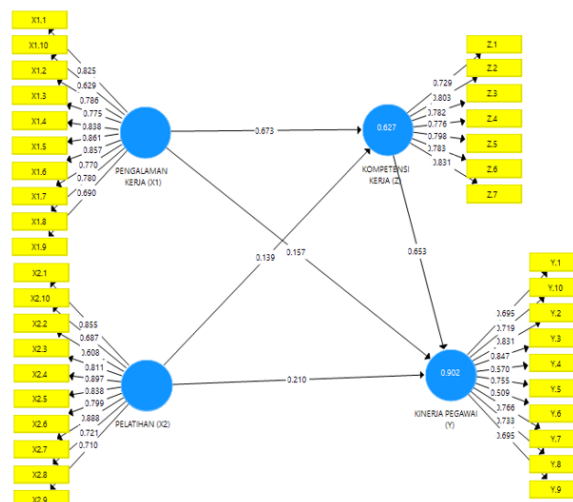 X1.1
X1.10
X1.2
X1.3
X1.4
X1.5
X1.6
X1.7
X1.8
X1.9
0.825
0.629
0.786
0.775
0.838
0.861
0.857
0.770
0.780
0.690
PENGALAMAN
KERJA (X1)
0.673
0.139
0.157
0.627
KOMPETENSI
KERJA (Z)
0.729
0.803
0.782
0.776
0.798
0.783
0.831
Z.1
Z.2
Z.3
Z.4
Z.5
Z.6
Z.7
0.653
X2.1
X2.10
X2.2
X2.3
X2.4
X2.5
X2.6
X2.7
X2.8
X2.9
0.855
0.687
0.608
0.811
0.897
0.838
0.799
0.888
0.721
0.710
PELATIHAN (X2)
0.210
0.902
KINERJA PEGAWAI
(Y)
0.695
0.719
0.831
0.847
0.570
0.755
0.509
0.766
0.733
0.695
Y.1
Y.10
Y.2
Y.3
Y.4
Y.5
Y.6
Y.7
Y.8
Y.9